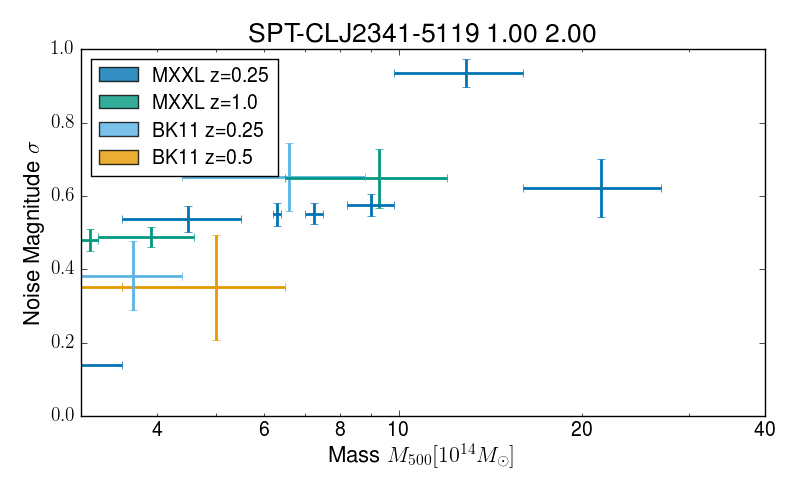 SPT-CLJ2341-5119 1.00 2.00
MXXL z=0.25
MXXL z=1.0
BK11 z=0.25
BK11 z=0.5
Noise Magnitude σ
1.0
0.8
0.6
0.4
0.2
0.0
4 6 8 10 20 40
Mass M₅₀₀[10¹⁴M☉]